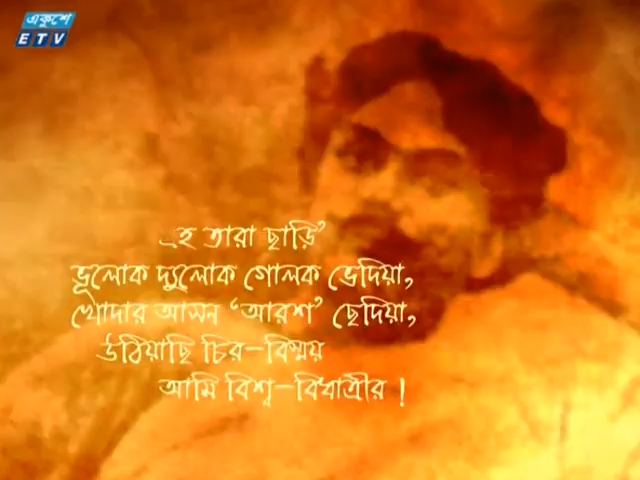 একুশে
ETV
তারা ছাড়ি'
ভূলোক দ্যুলোক গোলক ভেদিয়া,
খোদার আসন 'আরশ' ছেদিয়া,
উঠিয়াছি চির-বিস্ময়
আমি বিশ্ব-বিধাত্রীর !